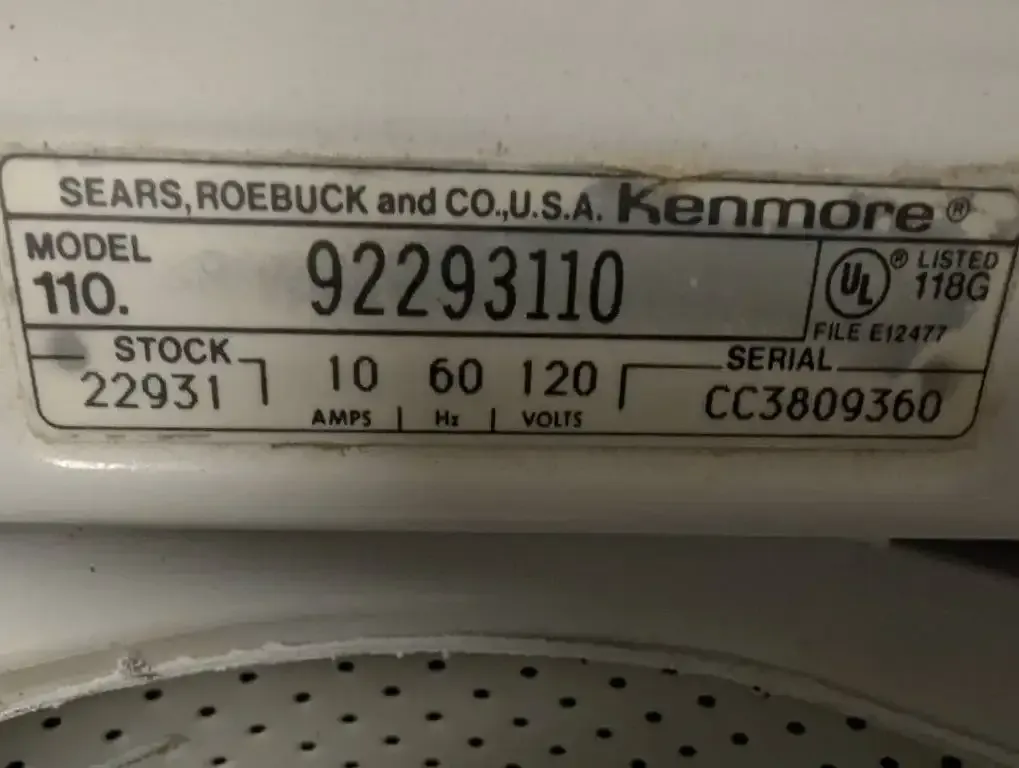 SEARS, ROEBUCK and CO., U.S.A. Kenmore ®
MODEL
110. 92293110
UL ® LISTED
118G
FILE E12477
STOCK
22931
10 60 120
AMPS Hz VOLTS
SERIAL
CC3809360